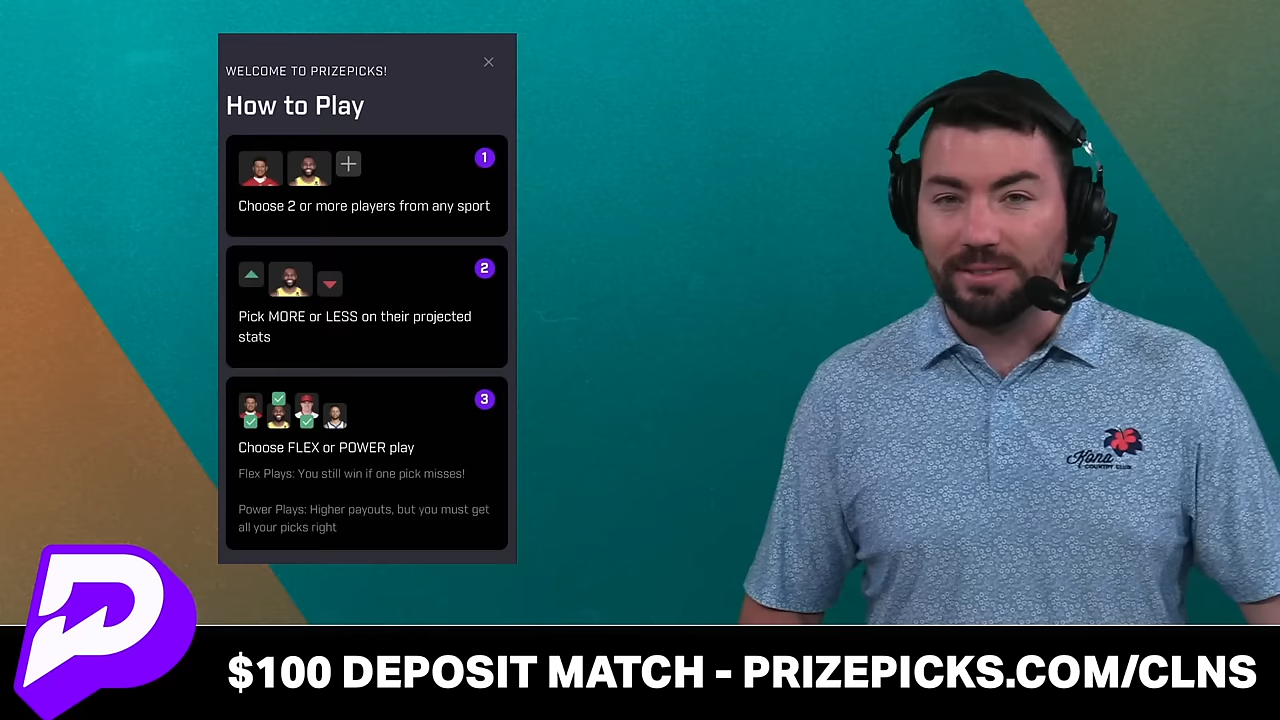 WELCOME TO PRIZEPICKS!
How to Play
1
Choose 2 or more players from any sport
2
Pick MORE or LESS on their projected
stats
3
Choose FLEX or POWER play
Flex Plays: You still win if one pick misses!
Power Plays: Higher payouts, but you must get
all your picks right
Kona
COUNTRY CLUB
$100 DEPOSIT MATCH - PRIZEPICKS.COM/CLNS